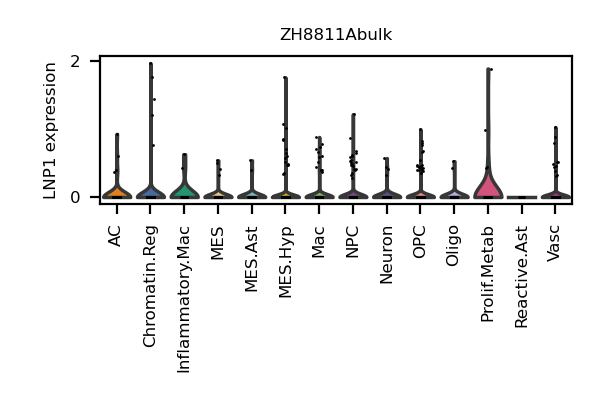 ZH8811Abulk
LNP1 expression
2
0
AC
Chromatin.Reg
Inflammatory.Mac
MES
MES.Ast
MES.Hyp
Mac
NPC
Neuron
OPC
Oligo
Prolif.Metab
Reactive.Ast
Vasc